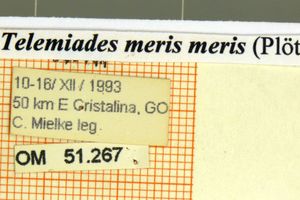 Telemiades meris meris (Plöt
10-16/ XII / 1993
50 km E Cristalina, GO
C. Mielke leg.
OM 51.267